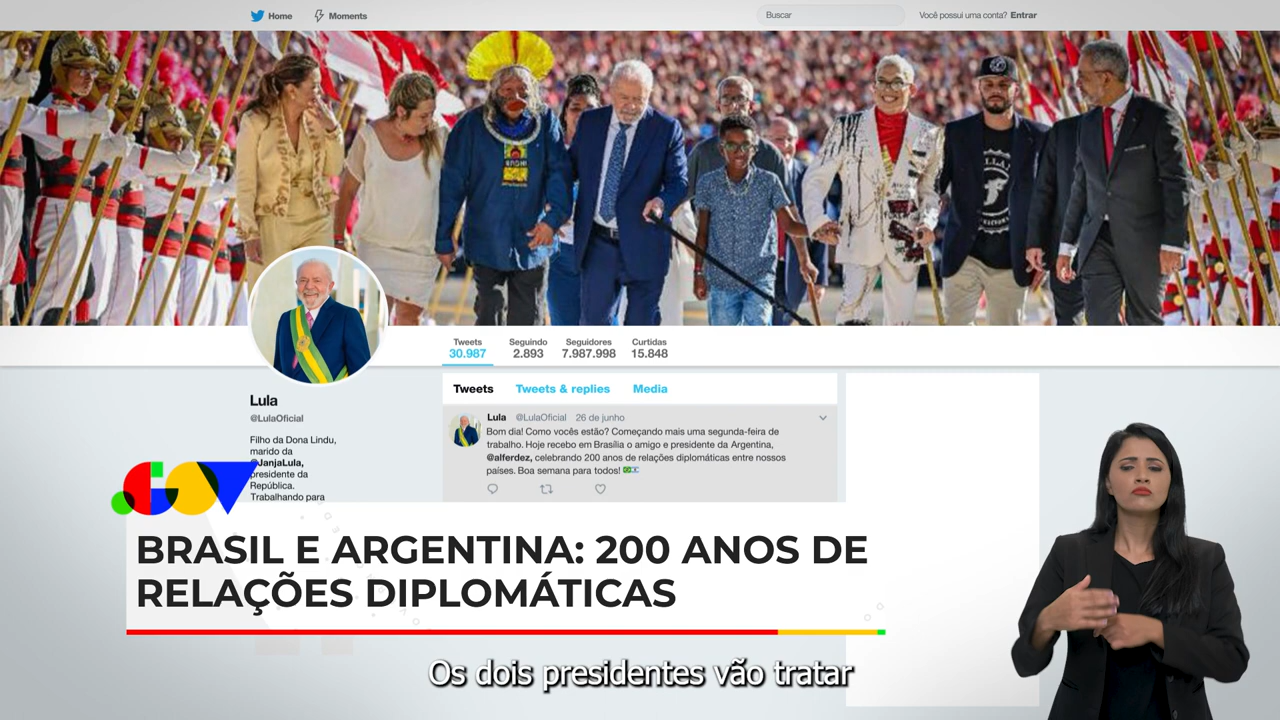 Home
Moments
Buscar
Você possui uma conta? Entrar
Tweets
30.987
Seguindo
2.893
Seguidores
7.987.998
Curtidas
15.848
Lula
@LulaOficial
Filho da Dona Lindu,
marido da
@JanjaLula,
presidente da
República.
Trabalhando para
Tweets
Tweets & replies
Media
Lula @LulaOficial 26 de junho
Bom dia! Como vocês estão? Começando mais uma segunda-feira de
trabalho. Hoje recebo em Brasília o amigo e presidente da Argentina,
@alferdez, celebrando 200 anos de relações diplomáticas entre nossos
países. Boa semana para todos!
.GOV
BRASIL E ARGENTINA: 200 ANOS DE
RELAÇÕES DIPLOMÁTICAS
Os dois presidentes vão tratar